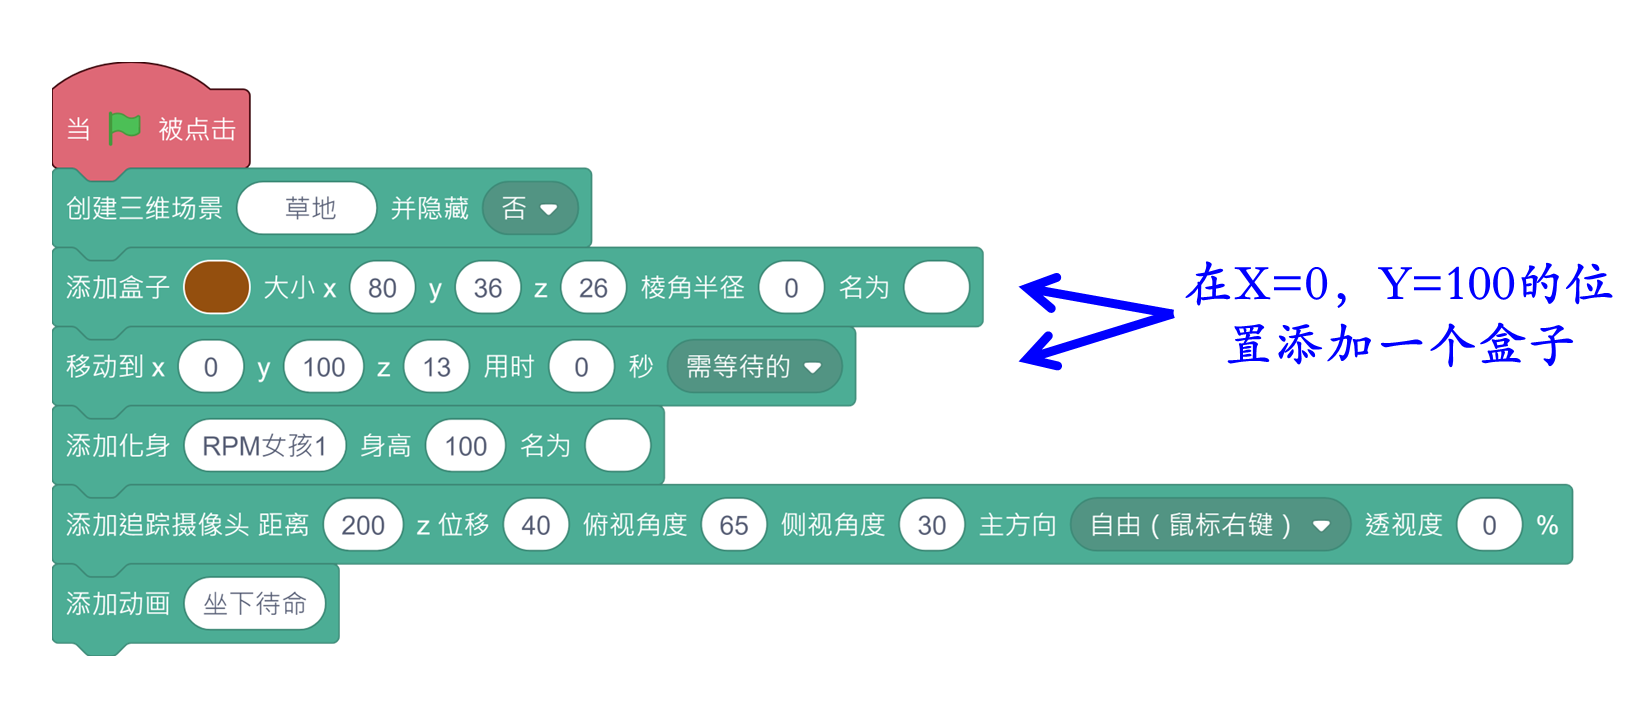 当 被点击
创建三维场景 草地 并隐藏 否
添加盒子 大小 x 80 y 36 z 26 棱角半径 0 名为
移动到 x 0 y 100 z 13 用时 0 秒 需等待的
添加化身 RPM女孩1 身高 100 名为
添加追踪摄像头 距离 200 z 位移 40 俯视角度 65 侧视角度 30 主方向 自由（鼠标右键） 透视度 0 %
添加动画 坐下待命
在X=0，Y=100的位
置添加一个盒子